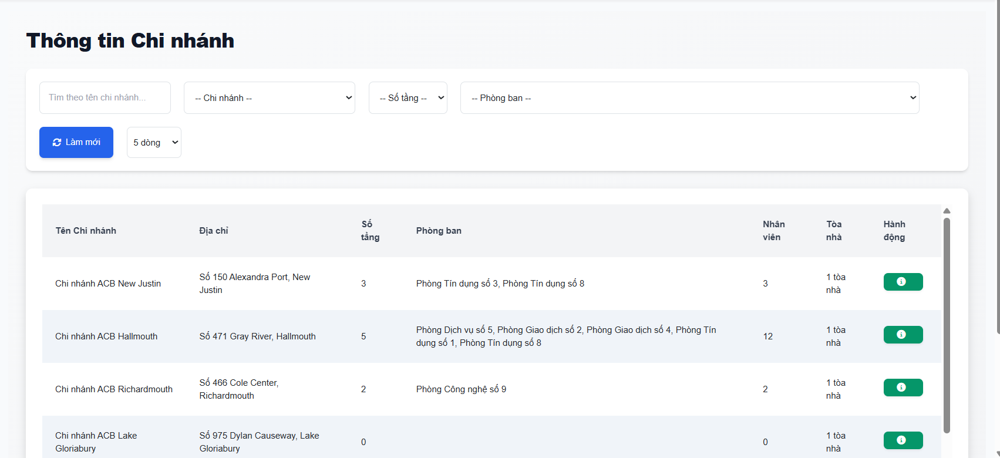 Thông tin Chi nhánh
Tìm theo tên chi nhánh...
-- Chi nhánh --
-- Số tầng --
-- Phòng ban --
Làm mới
5 dòng
Tên Chi nhánh
Địa chỉ
Số
tầng
Phòng ban
Nhân
viên
Tòa
nhà
Hành
động
Chi nhánh ACB New Justin
Số 150 Alexandra Port, New
Justin
3
Phòng Tín dụng số 3, Phòng Tín dụng số 8
3
1 tòa
nhà
Chi nhánh ACB Hallmouth
Số 471 Gray River, Hallmouth
5
Phòng Dịch vụ số 5, Phòng Giao dịch số 2, Phòng Giao dịch số 4, Phòng Tín
dụng số 1, Phòng Tín dụng số 8
12
1 tòa
nhà
Chi nhánh ACB Richardmouth
Số 466 Cole Center,
Richardmouth
2
Phòng Công nghệ số 9
2
1 tòa
nhà
Chi nhánh ACB Lake
Gloriabury
Số 975 Dylan Causeway, Lake
Gloriabury
0
0
1 tòa
nhà